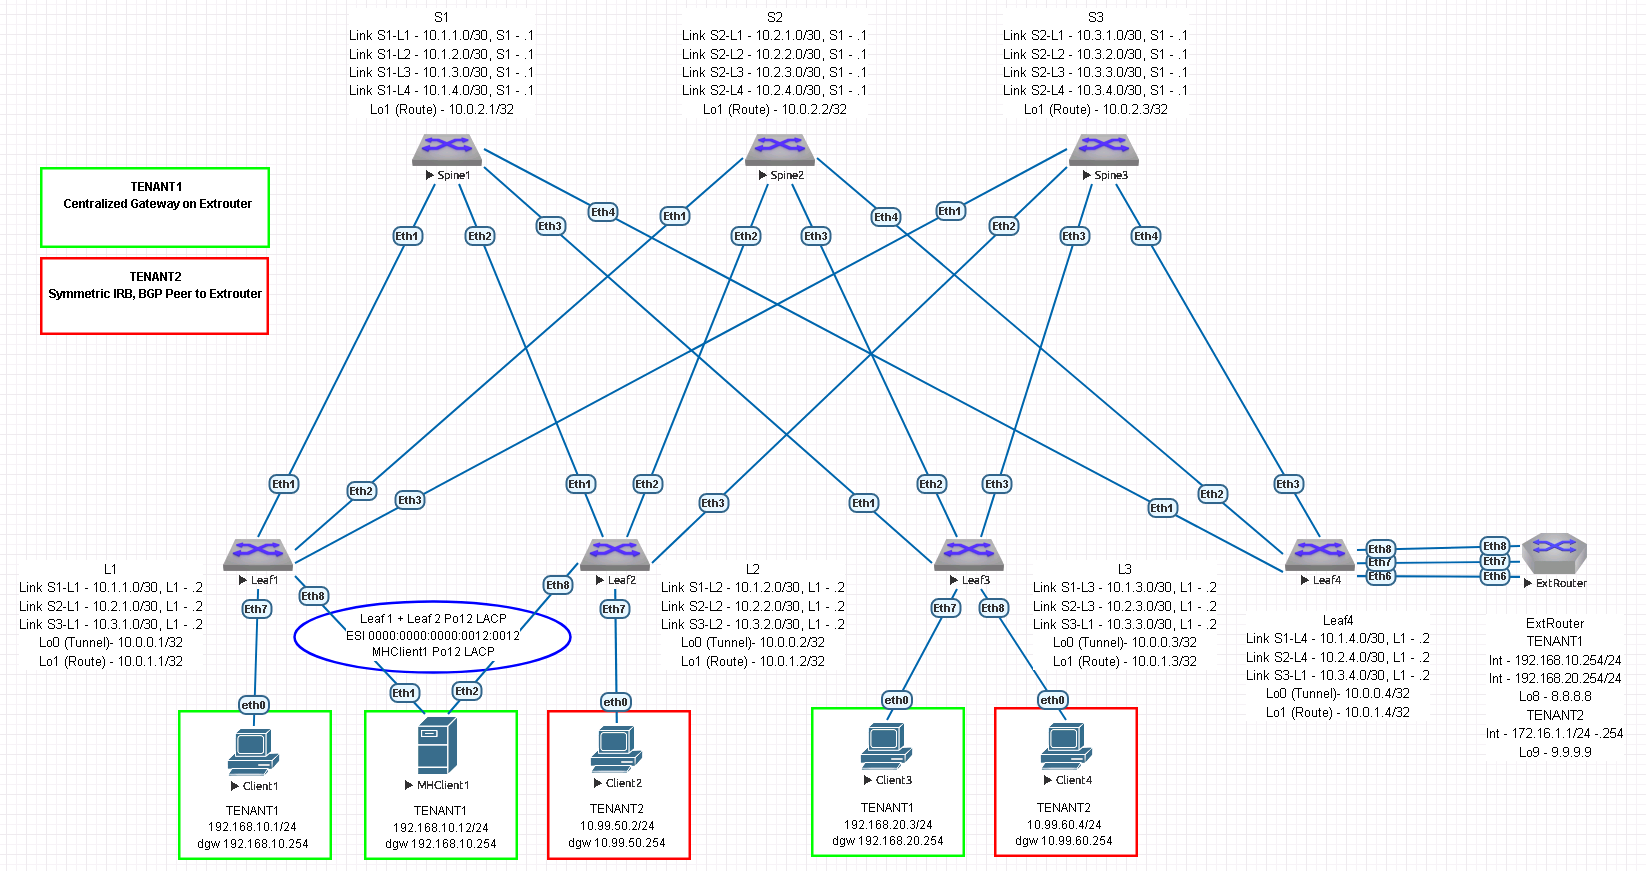 S1
Link S1-L1 - 10.1.1.0/30, S1 - .1
Link S1-L2 - 10.1.2.0/30, S1 - .1
Link S1-L3 - 10.1.3.0/30, S1 - .1
Link S1-L4 - 10.1.4.0/30, S1 - .1
Lo1 (Route) - 10.0.2.1/32
S2
Link S2-L1 - 10.2.1.0/30, S1 - .1
Link S2-L2 - 10.2.2.0/30, S1 - .1
Link S2-L3 - 10.2.3.0/30, S1 - .1
Link S2-L4 - 10.2.4.0/30, S1 - .1
Lo1 (Route) - 10.0.2.2/32
S3
Link S2-L1 - 10.3.1.0/30, S1 - .1
Link S2-L2 - 10.3.2.0/30, S1 - .1
Link S2-L3 - 10.3.3.0/30, S1 - .1
Link S2-L4 - 10.3.4.0/30, S1 - .1
Lo1 (Route) - 10.0.2.3/32
Spine1
Spine2
Spine3
TENANT1
Centralized Gateway on Extrouter
TENANT2
Symmetric IRB, BGP Peer to Extrouter
Eth1
Eth2
Eth3
Eth4
Eth1
Eth2
Eth3
Eth4
Eth1
Eth2
Eth3
Eth4
Eth1
Eth2
Eth3
Eth1
Eth2
Eth3
Eth1
Eth2
Eth3
Eth1
Eth2
Eth3
Leaf1
Leaf2
Leaf3
Leaf4
Eth8
Eth7
Eth6
Eth8
Eth7
Eth6
ExtRouter
L1
Link S1-L1 - 10.1.1.0/30, L1 - .2
Link S2-L1 - 10.2.1.0/30, L1 - .2
Link S3-L1 - 10.3.1.0/30, L1 - .2
Lo0 (Tunnel)- 10.0.0.1/32
Lo1 (Route) - 10.0.1.1/32
Eth7
Eth8
Leaf 1 + Leaf 2 Po12 LACP
ESI 0000:0000:0000:0012:0012
MHClient1 Po12 LACP
Eth8
Eth7
L2
Link S1-L2 - 10.1.2.0/30, L1 - .2
Link S2-L2 - 10.2.2.0/30, L1 - .2
Link S3-L2 - 10.3.2.0/30, L1 - .2
Lo0 (Tunnel)- 10.0.0.2/32
Lo1 (Route) - 10.0.1.2/32
Eth7
Eth8
L3
Link S1-L3 - 10.1.3.0/30, L1 - .2
Link S2-L3 - 10.2.3.0/30, L1 - .2
Link S3-L1 - 10.3.3.0/30, L1 - .2
Lo0 (Tunnel)- 10.0.0.3/32
Lo1 (Route) - 10.0.1.3/32
Leaf4
Link S1-L4 - 10.1.4.0/30, L1 - .2
Link S2-L4 - 10.2.4.0/30, L1 - .2
Link S3-L1 - 10.3.4.0/30, L1 - .2
Lo0 (Tunnel)- 10.0.0.4/32
Lo1 (Route) - 10.0.1.4/32
ExtRouter
TENANT1
Int - 192.168.10.254/24
Int - 192.168.20.254/24
Lo8 - 8.8.8.8
TENANT2
Int - 172.16.1.1/24 -.254
Lo9 - 9.9.9.9
eth0
Eth1
Eth2
eth0
eth0
eth0
Client1
TENANT1
192.168.10.1/24
dgw 192.168.10.254
MHClient1
TENANT1
192.168.10.12/24
dgw 192.168.10.254
Client2
TENANT2
10.99.50.2/24
dgw 10.99.50.254
Client3
TENANT1
192.168.20.3/24
dgw 192.168.20.254
Client4
TENANT2
10.99.60.4/24
dgw 10.99.60.254